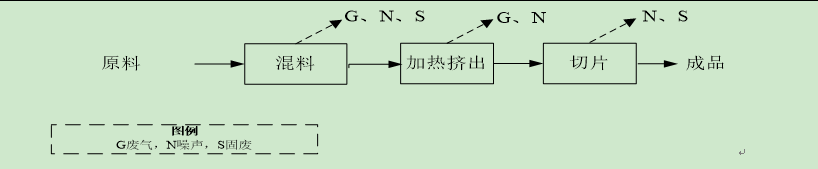 G、N、S
G、N
N、S
原料
混料
加热挤出
切片
成品
图例
G废气，N噪声，S固废